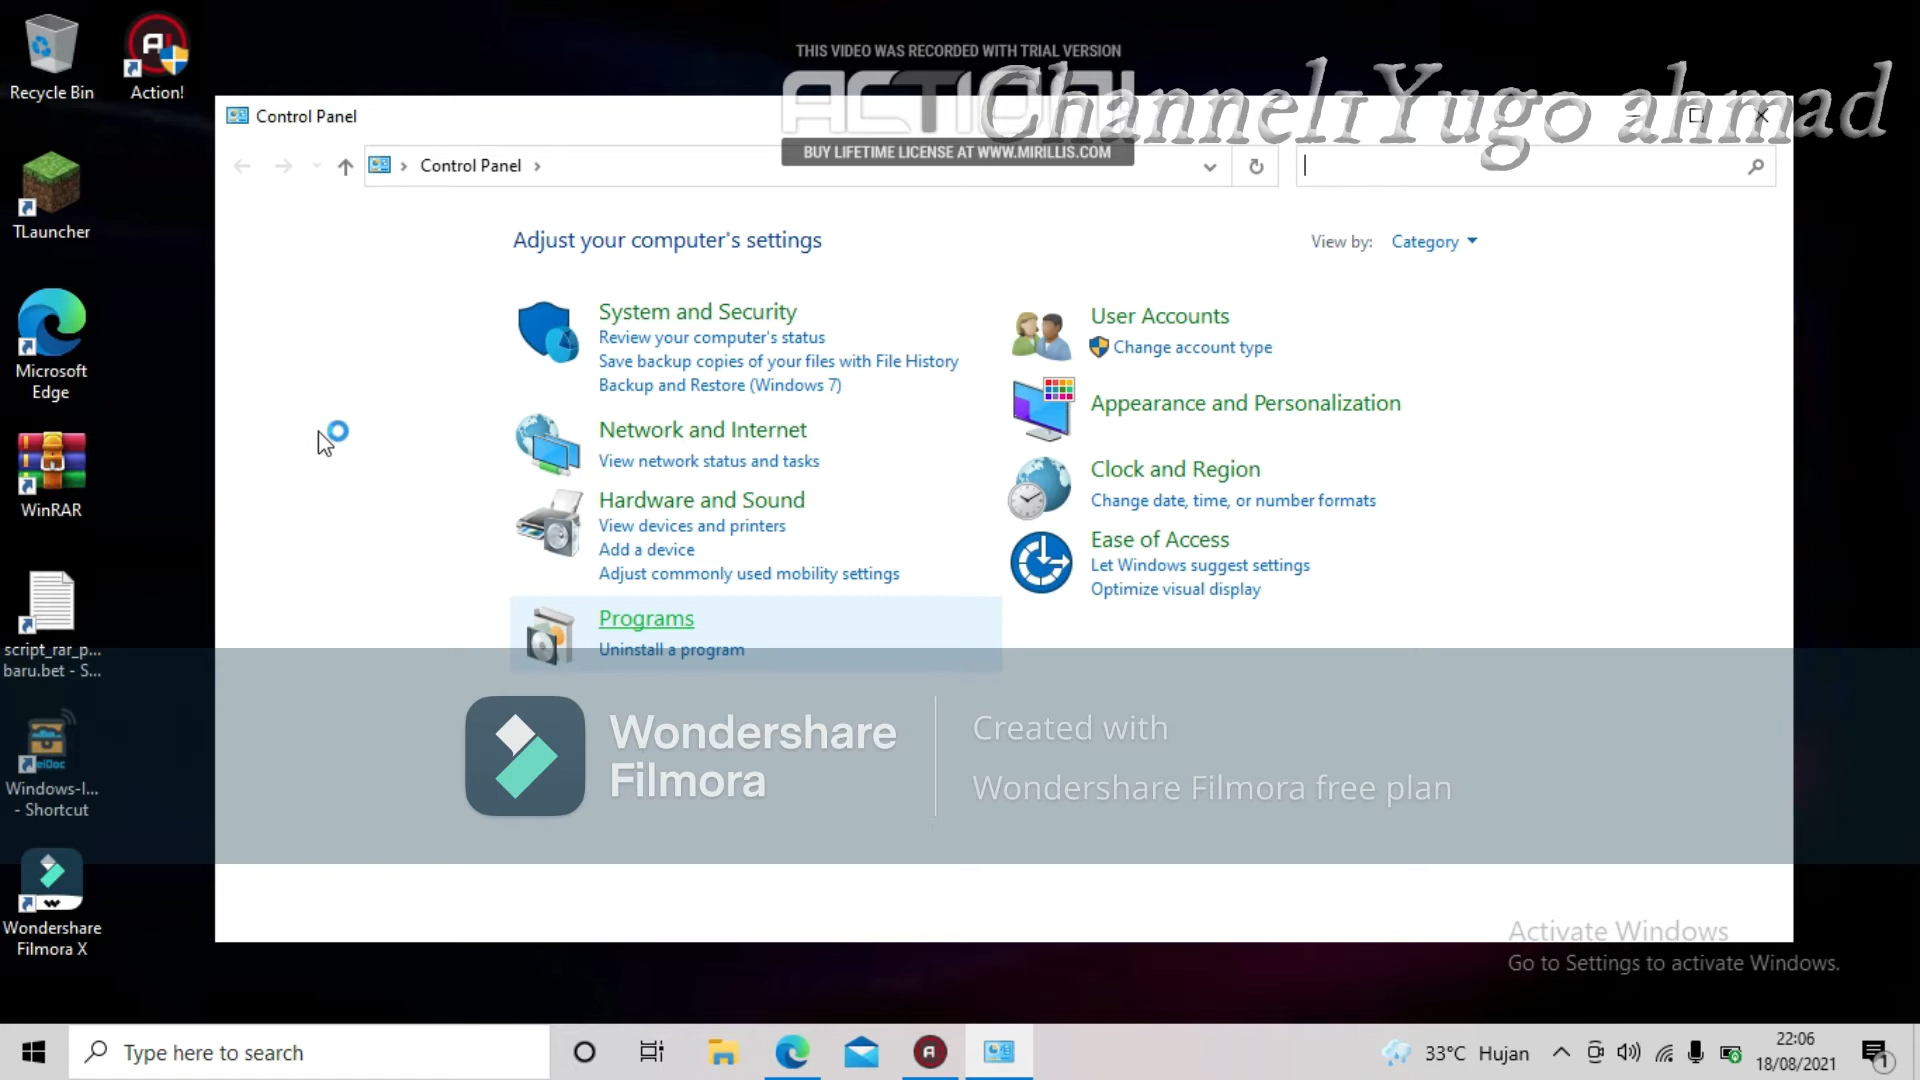 Recycle Bin
Action!
TLauncher
Microsoft
Edge
WinRAR
script_rar_p...
baru.bet - S...
Windows-l...
- Shortcut
Wondershare
Filmora X
THIS VIDEO WAS RECORDED WITH TRIAL VERSION
ACTION!
BUY LIFETIME LICENSE AT WWW.MIRILLIS.COM
Channel:Yugo ahmad
Control Panel
Control Panel
Adjust your computer's settings
View by: Category
System and Security
Review your computer's status
Save backup copies of your files with File History
Backup and Restore (Windows 7)
Network and Internet
View network status and tasks
Hardware and Sound
View devices and printers
Add a device
Adjust commonly used mobility settings
Programs
Uninstall a program
User Accounts
Change account type
Appearance and Personalization
Clock and Region
Change date, time, or number formats
Ease of Access
Let Windows suggest settings
Optimize visual display
Wondershare
Filmora
Created with
Wondershare Filmora free plan
Activate Windows
Go to Settings to activate Windows.
Type here to search
33°C Hujan
22:06
18/08/2021
1